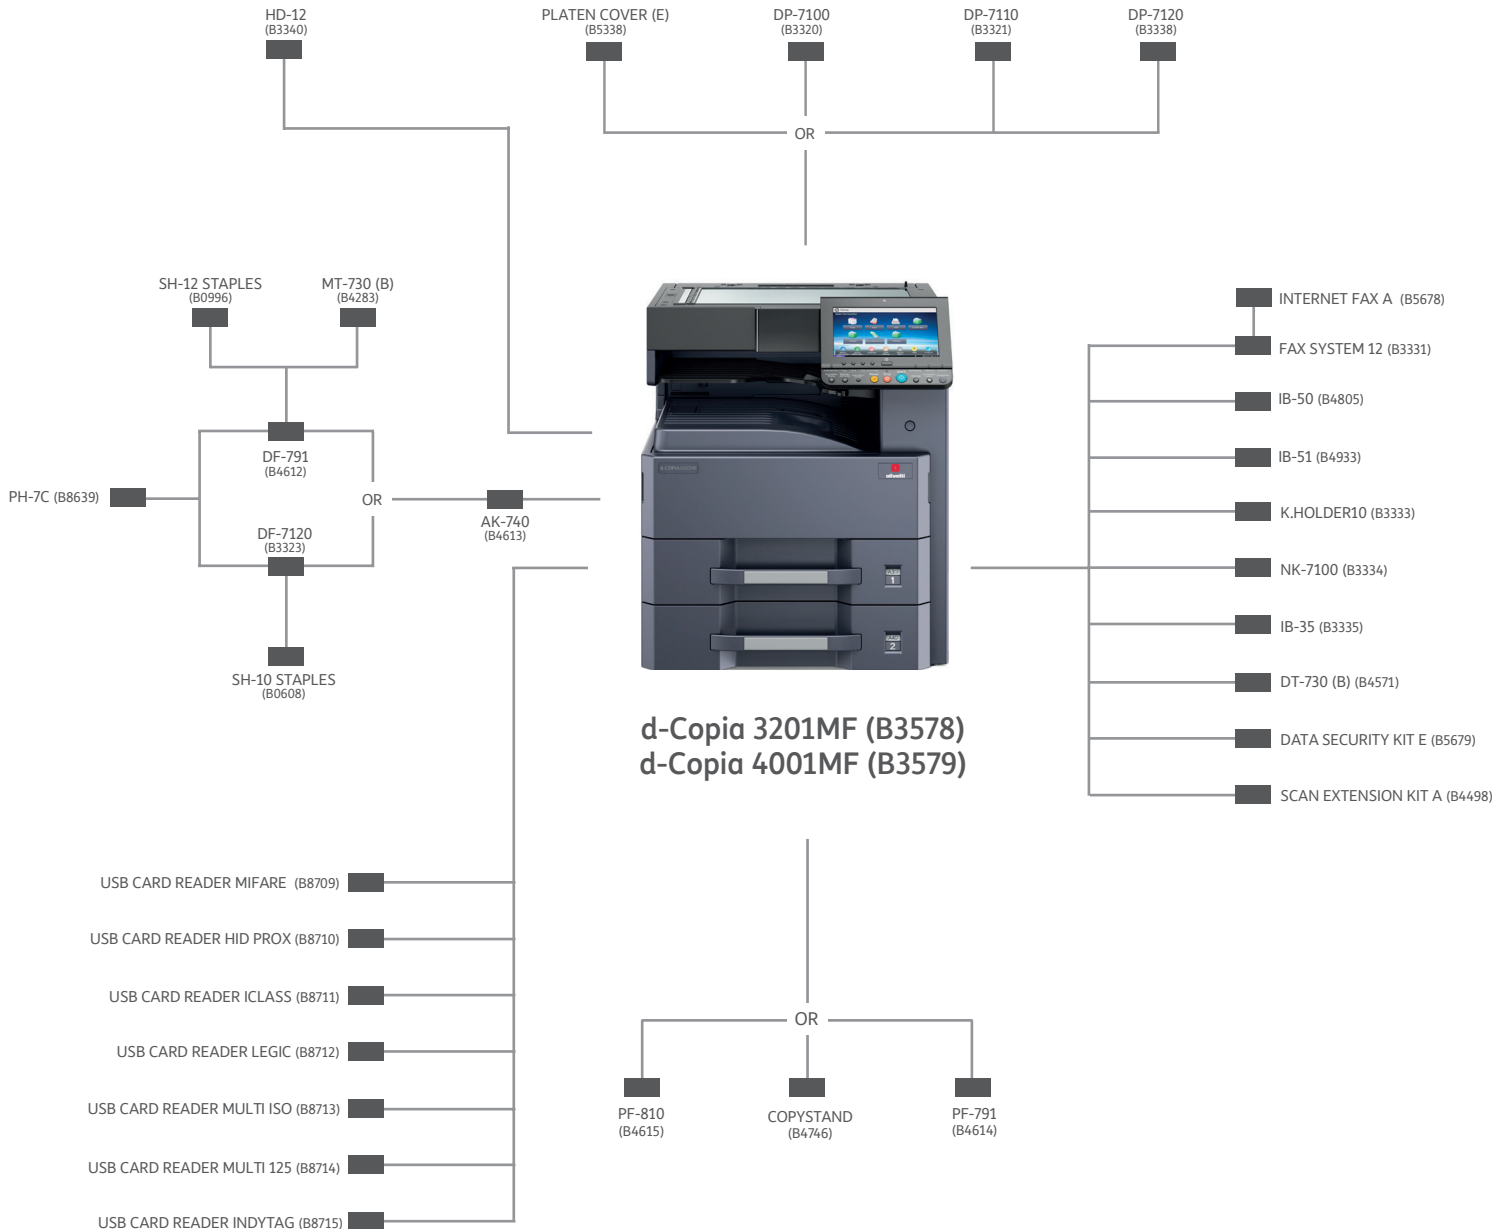 HD-12
(B3340)
PLATEN COVER (E)
(B5338)
DP-7100
(B3320)
DP-7110
(B3321)
DP-7120
(B3338)
OR
SH-12 STAPLES
(B0996)
MT-730 (B)
(B4283)
DF-791
(B4612)
PH-7C (B8639)
OR
AK-740
(B4613)
DF-7120
(B3323)
SH-10 STAPLES
(B0608)
olivetti
1
2
INTERNET FAX A (B5678)
FAX SYSTEM 12 (B3331)
IB-50 (B4805)
IB-51 (B4933)
K.HOLDER10 (B3333)
NK-7100 (B3334)
IB-35 (B3335)
DT-730 (B) (B4571)
DATA SECURITY KIT E (B5679)
SCAN EXTENSION KIT A (B4498)
d-Copia 3201MF (B3578)
d-Copia 4001MF (B3579)
USB CARD READER MIFARE (B8709)
USB CARD READER HID PROX (B8710)
USB CARD READER ICLASS (B8711)
USB CARD READER LEGIC (B8712)
USB CARD READER MULTI ISO (B8713)
USB CARD READER MULTI 125 (B8714)
USB CARD READER INDYTAG (B8715)
OR
PF-810
(B4615)
COPYSTAND
(B4746)
PF-791
(B4614)